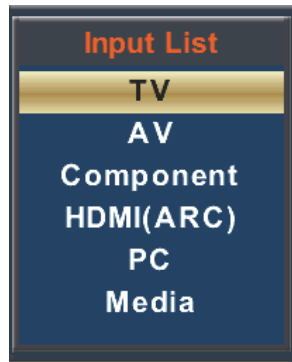 Input List
TV
AV
Component
HDMI(ARC)
PC
Media